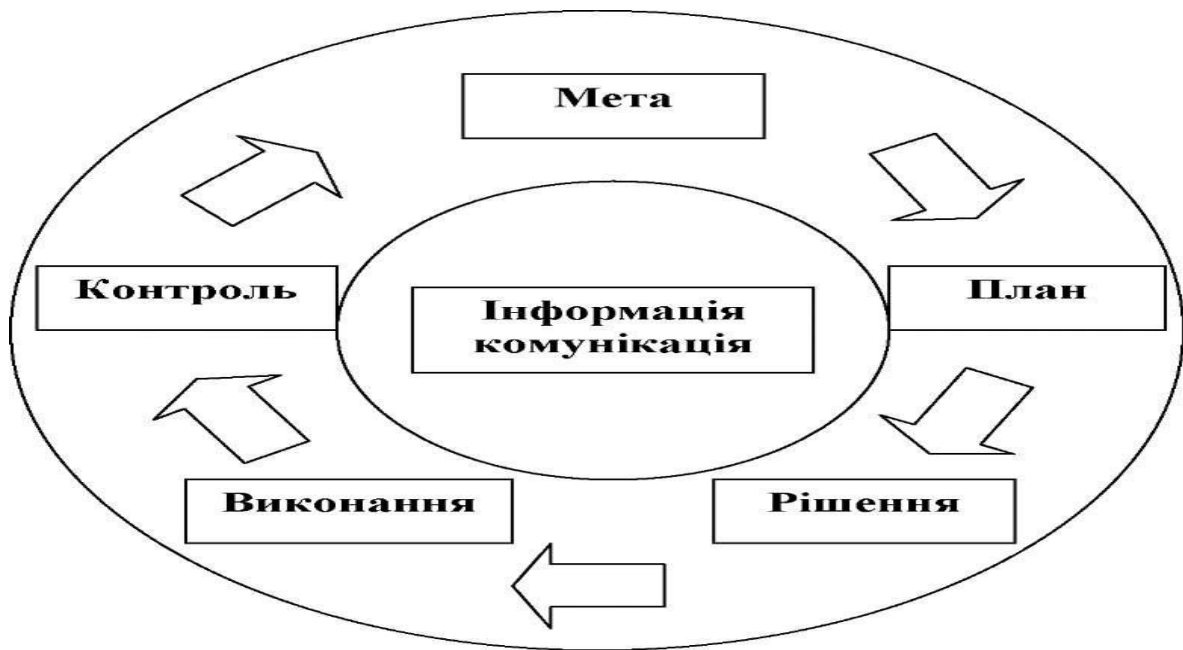 Мета
Контроль
План
Інформація
комунікація
Виконання
Рішення